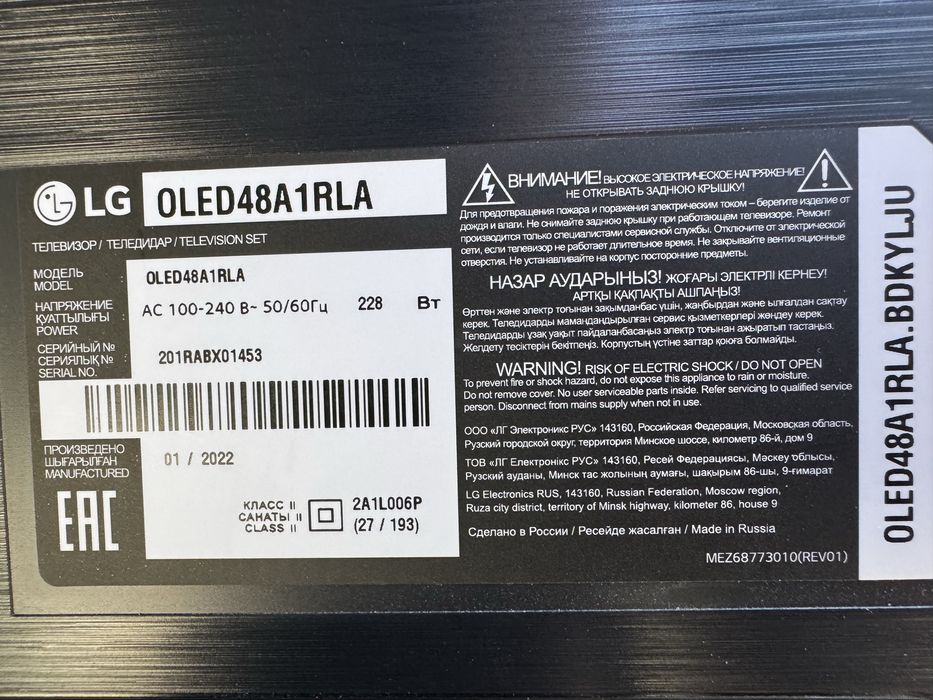 LG OLED48A1RLA
ТЕЛЕВИЗОР / ТЕЛЕДИДАР / TELEVISION SET
МОДЕЛЬ
MODEL
OLED48A1RLA
НАПРЯЖЕНИЕ
ҚУАТТЫЛЫҒЫ
POWER
AC 100-240 В~ 50/60Гц 228 Вт
СЕРИЙНЫЙ №
СЕРИЯЛЫҚ №
SERIAL NO.
201RABX01453
ПРОИЗВЕДЕНО
ШЫҒАРЫЛҒАН
MANUFACTURED
01 / 2022
EAC
КЛАСС II
САНАТЫ II
CLASS II
2A1L006P
(27 / 193)
ВНИМАНИЕ! ВЫСОКОЕ ЭЛЕКТРИЧЕСКОЕ НАПРЯЖЕНИЕ!
НЕ ОТКРЫВАТЬ ЗАДНЮЮ КРЫШКУ!
Для предотвращения пожара и поражения электрическим током – берегите изделие от
дождя и влаги. Не снимайте заднюю крышку при работающем телевизоре. Ремонт
производится только специалистами сервисной службы. Отключите от электрической
сети, если телевизор не работает длительное время. Не закрывайте вентиляционные
отверстия. Не устанавливайте на корпус посторонние предметы.
НАЗАР АУДАРЫҢЫЗ! ЖОҒАРЫ ЭЛЕКТРЛІ КЕРНЕУ!
АРТҚЫ ҚАҚПАҚТЫ АШПАҢЫЗ!
Өрттен және электр тоғынан зақымданбас үшін, жаңбырдан және ылғалдан сақтау
керек. Теледидарды мамандандырылған сервис қызметкерлері жөндеу керек.
Теледидарды ұзақ уақыт пайдаланбасаңыз электр тоғынан ажыратып тастаңыз.
Желдету тесіктерін бекітпеңіз. Корпустың үстіне заттар қоюға болмайды.
WARNING! RISK OF ELECTRIC SHOCK / DO NOT OPEN
To prevent fire or shock hazard, do not expose this appliance to rain or moisture.
Do not remove cover. No user serviceable parts inside. Refer servicing to qualified service
person. Disconnect from mains supply when not in use.
ООО «ЛГ Электроникс РУС» 143160, Российская Федерация, Московская область,
Рузский городской округ, территория Минское шоссе, километр 86-й, дом 9
ТОВ «ЛГ Електронікс РУС» 143160, Ресей Федерациясы, Мәскеу облысы,
Рузский ауданы, Минск тас жолының аумағы, шақырым 86-шы, 9-ғимарат
LG Electronics RUS, 143160, Russian Federation, Moscow region,
Ruza city district, territory of Minsk highway, kilometer 86, house 9
Сделано в России / Ресейде жасалған / Made in Russia
MEZ68773010(REV01)
OLED48A1RLA.BDKYLJU